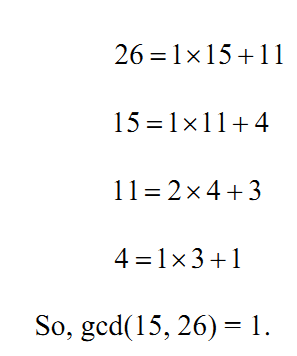 26 = 1 × 15 + 11
15 = 1 × 11 + 4
11 = 2 × 4 + 3
4 = 1 × 3 + 1
So, gcd(15, 26) = 1.